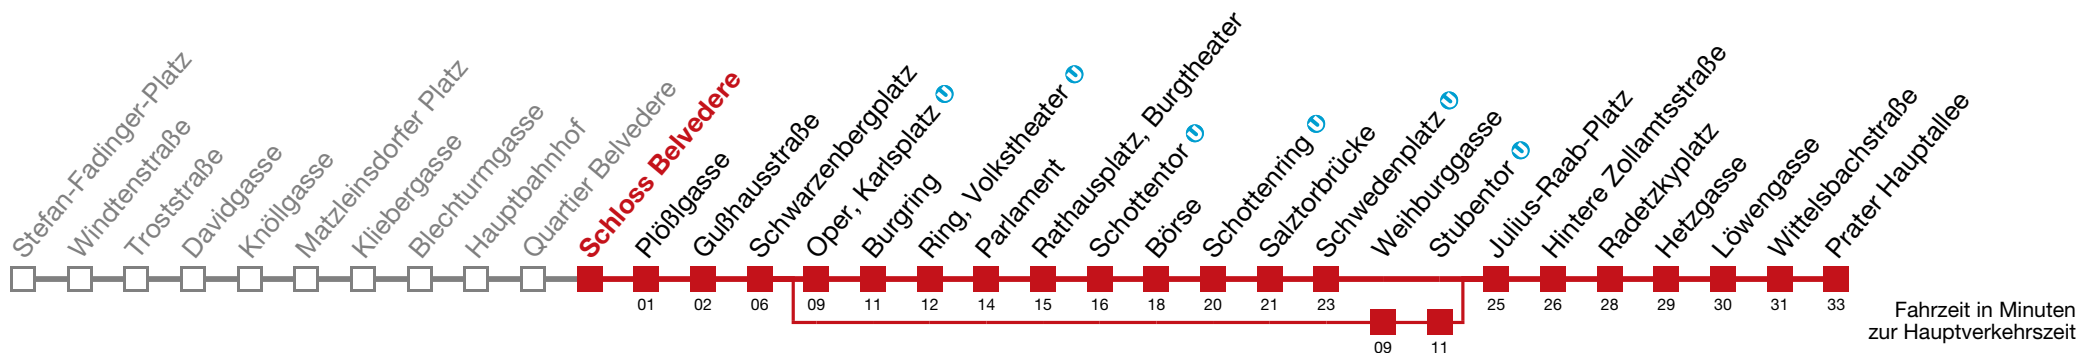 Stefan-Fadinger-Platz
Windtenstraße
Troststraße
Davidgasse
Knöllgasse
Matzleinsdorfer Platz
Kliebergasse
Blechturmgasse
Hauptbahnhof
Quartier Belvedere
Schloss Belvedere
Plößlgasse
Gußhausstraße
Schwarzenbergplatz
Oper, Karlsplatz U
Burgring
Ring, Volkstheater U
Parlament
Rathausplatz, Burgtheater
Schottentor U
Börse
Schottenring U
Salztorbrücke
Schwedenplatz U
Weihburggasse
Stubentor U
Julius-Raab-Platz
Hintere Zollamtsstraße
Radetzkyplatz
Hetzgasse
Löwengasse
Wittelsbachstraße
Prater Hauptallee
01 02 06 09 11 12 14 15 16 18 20 21 23 25 26 28 29 30 31 33
09 11
Fahrzeit in Minuten
zur Hauptverkehrszeit